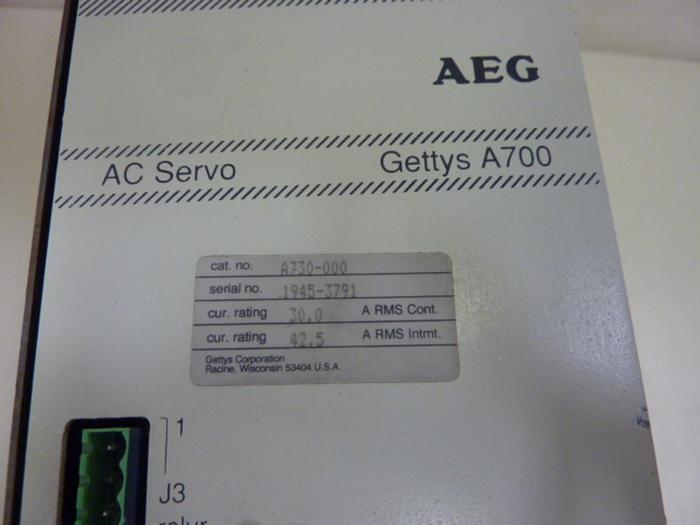 AEG
AC Servo Gettys A700
cat. no. A730-000
serial no. 1945-3791
cur. rating 30.0 A RMS Cont.
cur. rating 42.5 A RMS Intmt.
Gettys Corporation
Racine, Wisconsin 53404 U.S.A.
1
J3